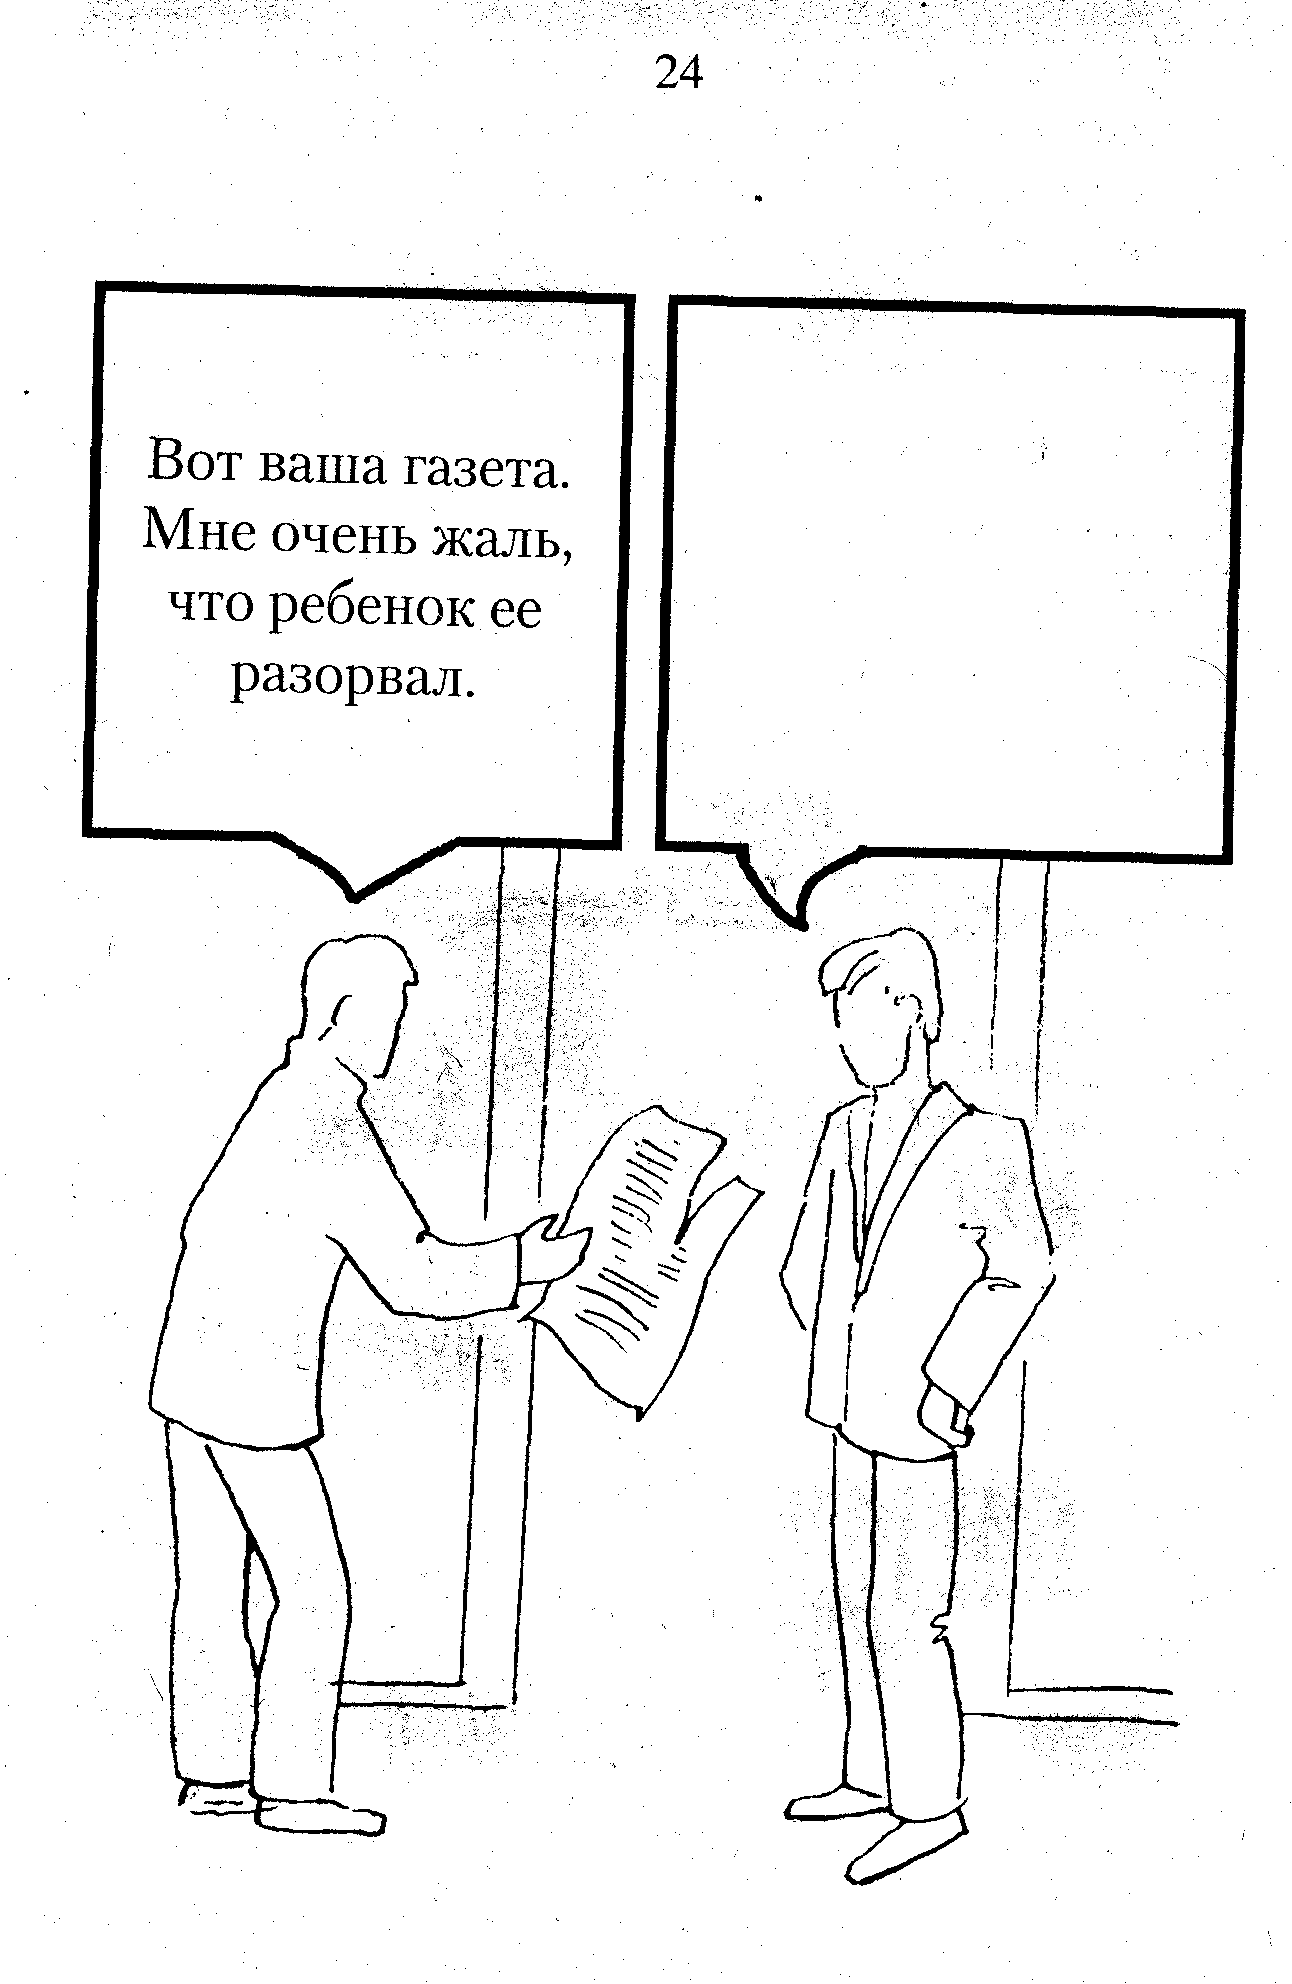 24
Вот ваша газета.
Мне очень жаль,
что ребенок ее
разорвал.